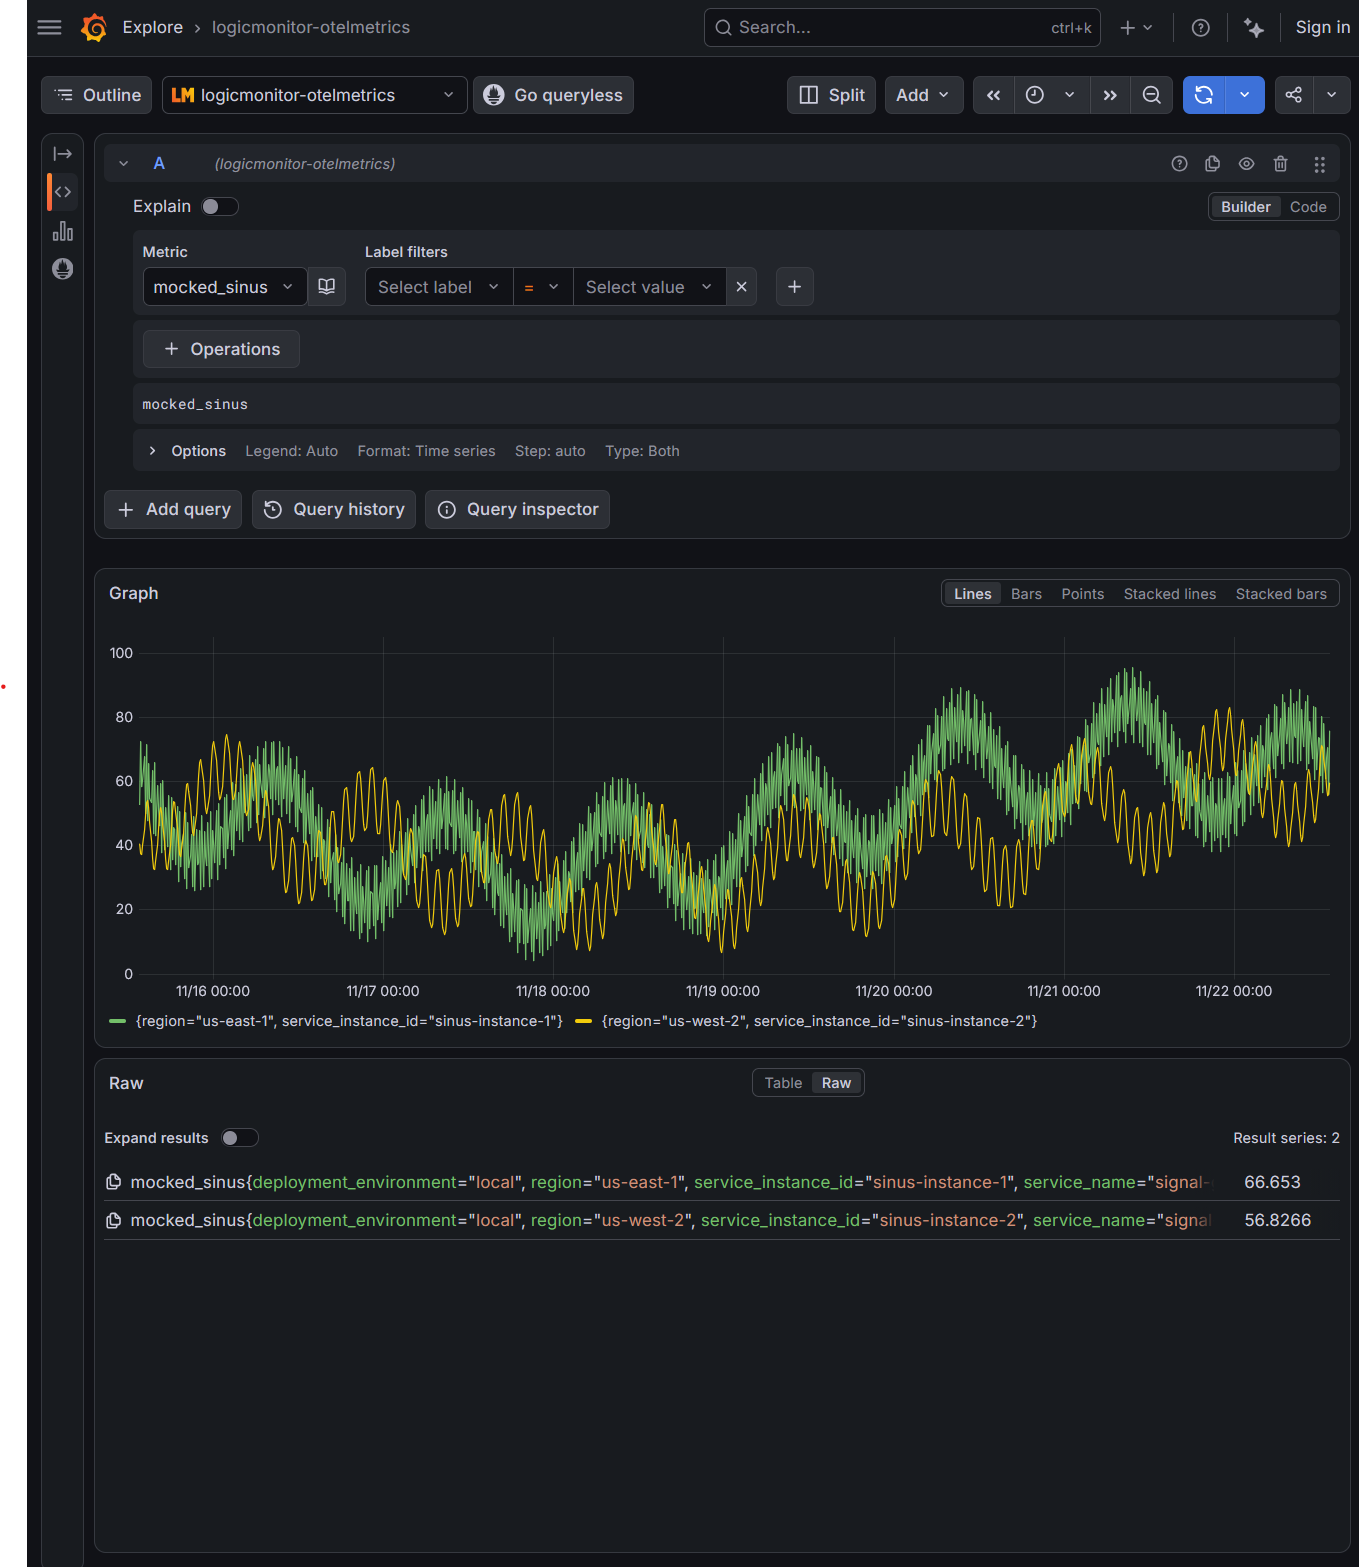 Explore › logicmonitor-otelmetrics
Search... ctrl+k
Sign in
Outline
LM logicmonitor-otelmetrics
Go queryless
Split
Add
A (logicmonitor-otelmetrics)
Explain
Builder Code
Metric Label filters
mocked_sinus Select label = Select value
+ Operations
mocked_sinus
Options Legend: Auto Format: Time series Step: auto Type: Both
+ Add query Query history Query inspector
Graph
Lines Bars Points Stacked lines Stacked bars
100
80
60
40
20
0
11/16 00:00 11/17 00:00 11/18 00:00 11/19 00:00 11/20 00:00 11/21 00:00 11/22 00:00
{region="us-east-1", service_instance_id="sinus-instance-1"} {region="us-west-2", service_instance_id="sinus-instance-2"}
Raw
Table Raw
Expand results Result series: 2
mocked_sinus{deployment_environment="local", region="us-east-1", service_instance_id="sinus-instance-1", service_name="signal- 66.653
mocked_sinus{deployment_environment="local", region="us-west-2", service_instance_id="sinus-instance-2", service_name="signal 56.8266